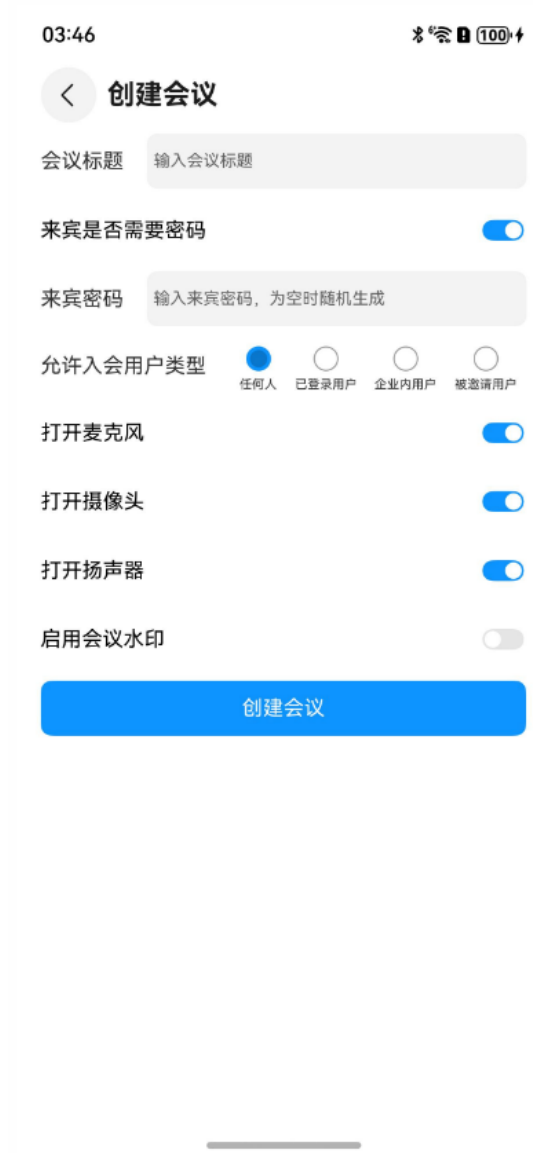 03:46
100
创建会议
会议标题 输入会议标题
来宾是否需要密码
来宾密码 输入来宾密码，为空时随机生成
允许入会用户类型 任何人 已登录用户 企业内用户 被邀请用户
打开麦克风
打开摄像头
打开扬声器
启用会议水印
创建会议